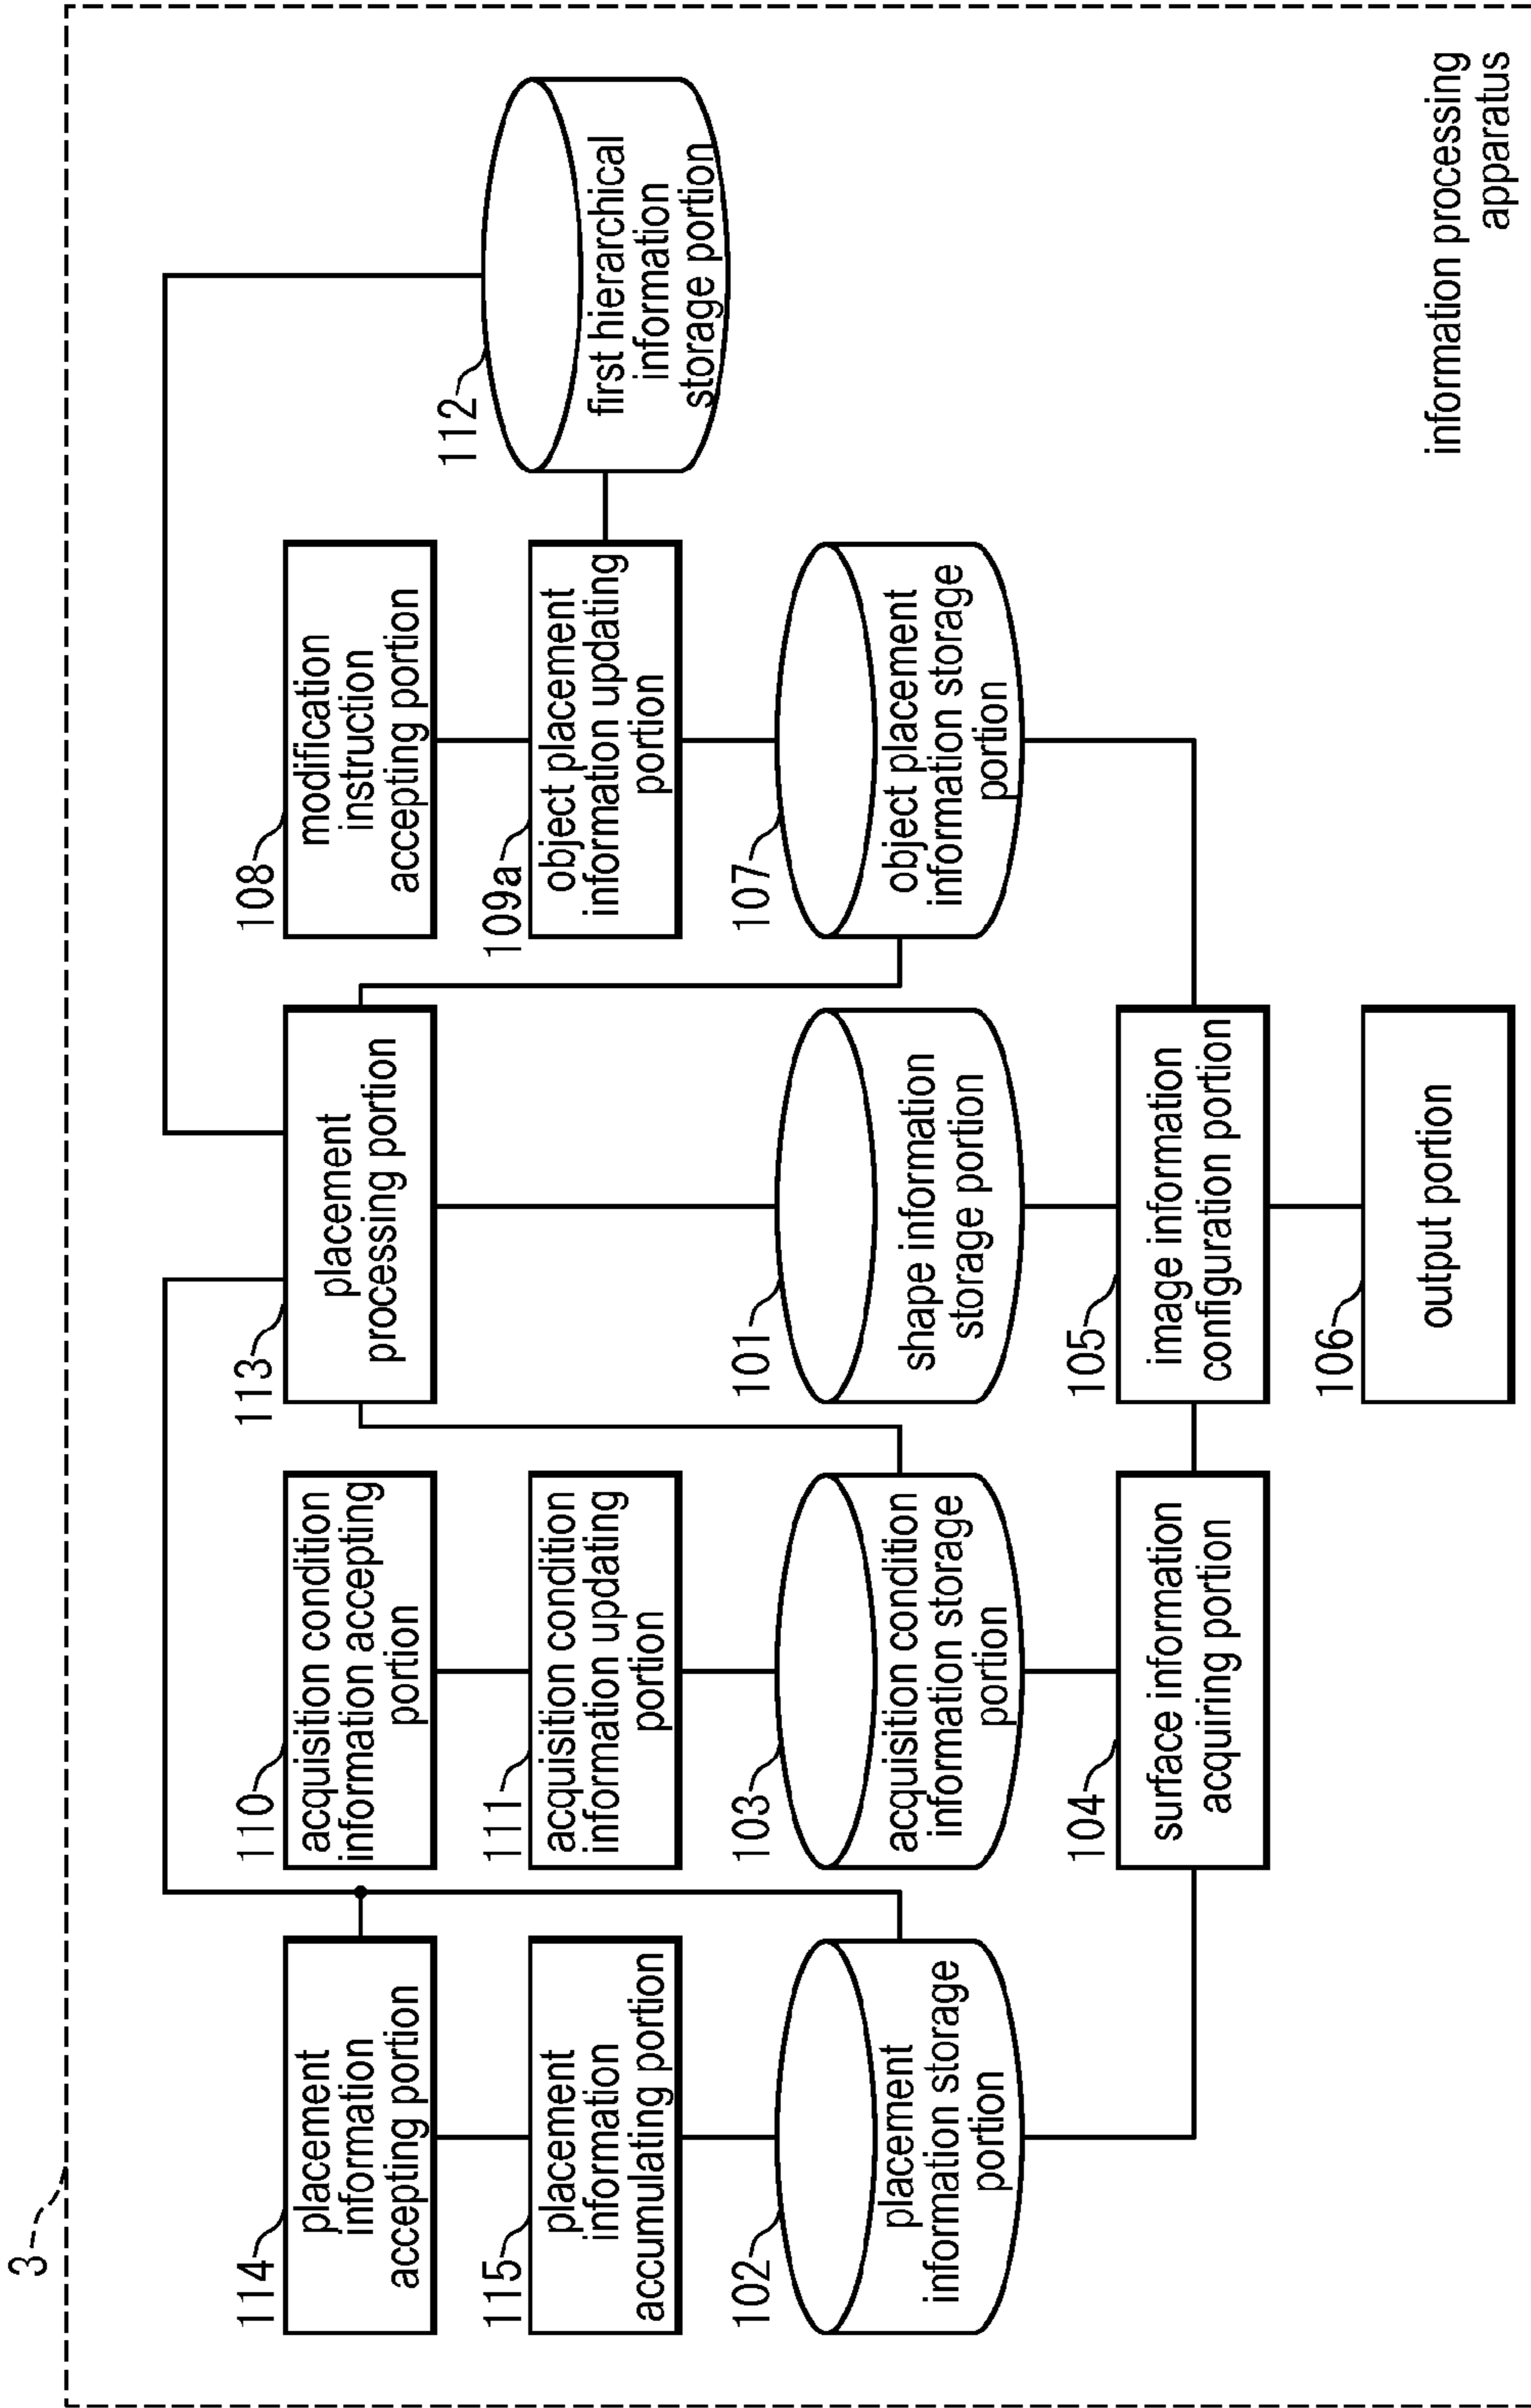 3
114
placement
information
accepting portion
110
acquisition condition
information accepting
portion
113
placement
processing portion
108
modification
instruction
accepting portion
115
placement
information
accumulating portion
111
acquisition condition
information updating
portion
109a
object placement
information updating
portion
112
first hierarchical
information
storage portion
102
placement
information storage
portion
103
acquisition condition
information storage
portion
101
shape information
storage portion
107
object placement
information storage
portion
104
surface information
acquiring portion
105
image information
configuration portion
106
output portion
information processing
apparatus